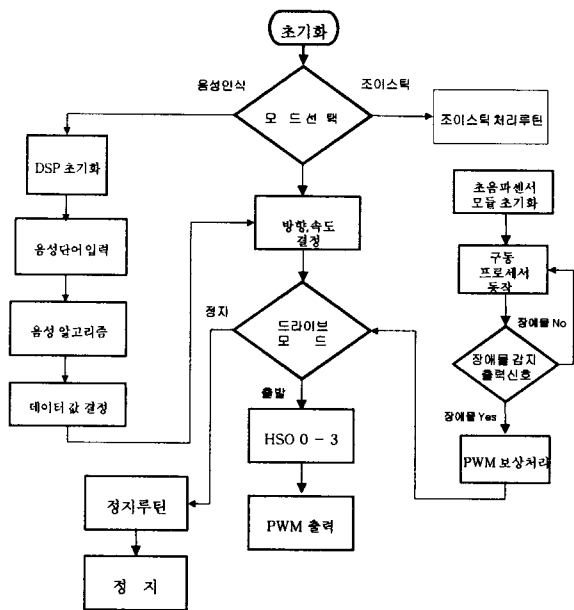 초기화
음성인식
조이스틱
모 드 선 택
조이스틱 처리루틴
DSP 초기화
음성단어 입력
음성 알고리즘
데이터 값 결정
방향,속도
결정
초음파센서
모듈 초기화
구동
프로세서
동작
장애물 No
장애물 감지
출력신호
장애물 Yes
PWM 보상처리
정지
드라이브
모 드
출발
HSO 0 - 3
PWM 출력
정지루틴
정 지